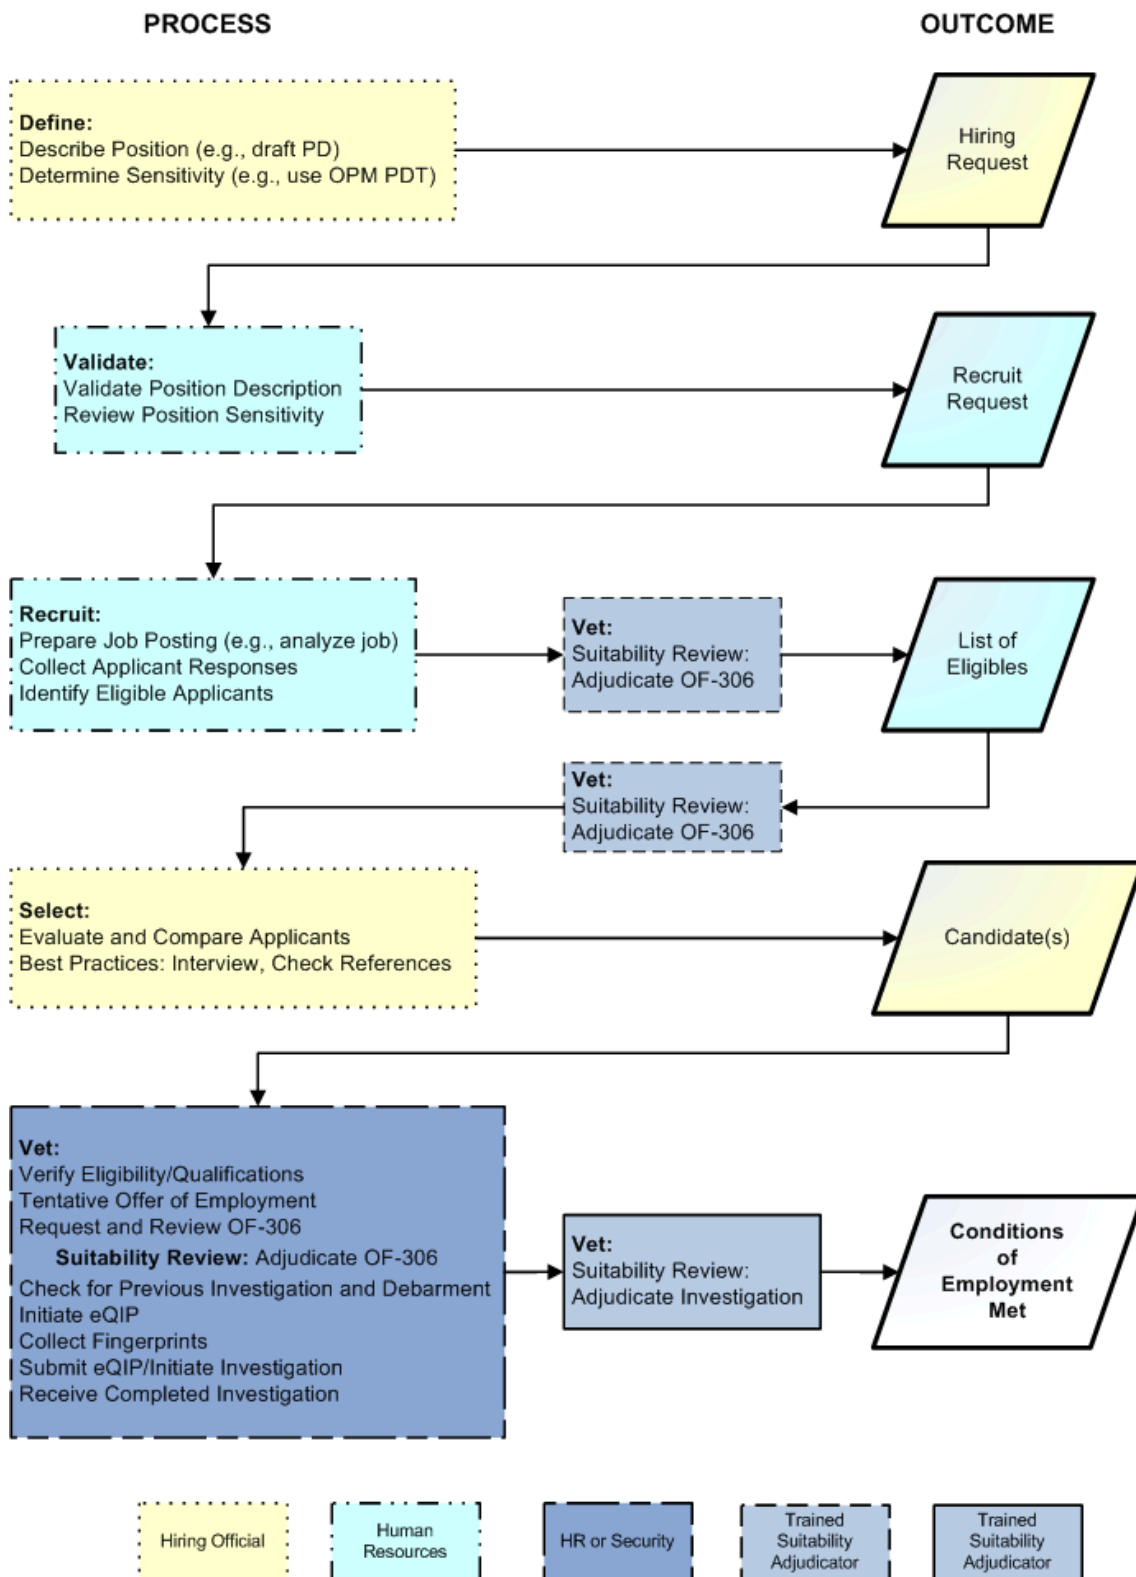 PROCESS
OUTCOME
Define:
Describe Position (e.g., draft PD)
Determine Sensitivity (e.g., use OPM PDT)
Hiring
Request
Validate:
Validate Position Description
Review Position Sensitivity
Recruit
Request
Recruit:
Prepare Job Posting (e.g., analyze job)
Collect Applicant Responses
Identify Eligible Applicants
Vet:
Suitability Review:
Adjudicate OF-306
List of
Eligibles
Vet:
Suitability Review:
Adjudicate OF-306
Select:
Evaluate and Compare Applicants
Best Practices: Interview, Check References
Candidate(s)
Vet:
Verify Eligibility/Qualifications
Tentative Offer of Employment
Request and Review OF-306
Suitability Review: Adjudicate OF-306
Check for Previous Investigation and Debarment
Initiate eQIP
Collect Fingerprints
Submit eQIP/Initiate Investigation
Receive Completed Investigation
Vet:
Suitability Review:
Adjudicate Investigation
Conditions
of
Employment
Met
Hiring Official
Human
Resources
HR or Security
Trained
Suitability
Adjudicator
Trained
Suitability
Adjudicator